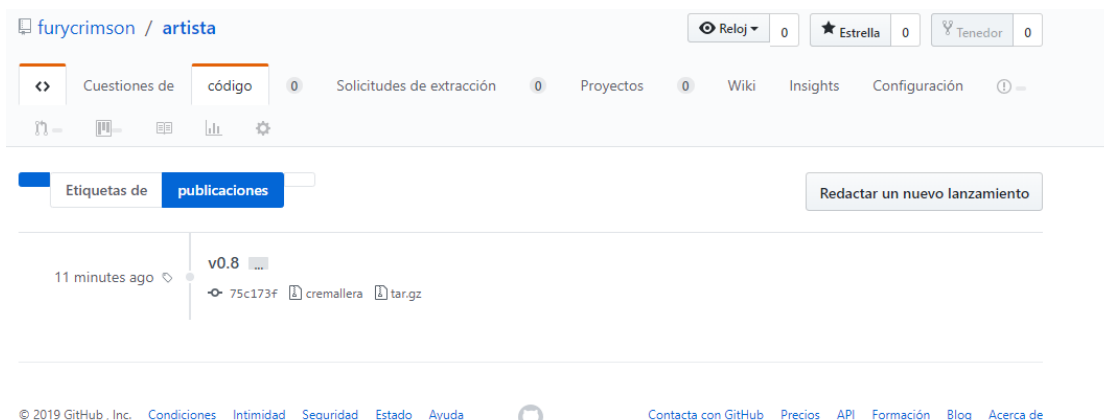 furycrimson / artista
Reloj 0 Estrella 0 Tenedor 0
<> Cuestiones de código 0 Solicitudes de extracción 0 Proyectos 0 Wiki Insights Configuración
Etiquetas de publicaciones
Redactar un nuevo lanzamiento
11 minutes ago
v0.8 ...
75c173f cremallera tar.gz
© 2019 GitHub , Inc. Condiciones Intimidad Seguridad Estado Ayuda Contacta con GitHub Precios API Formación Blog Acerca de